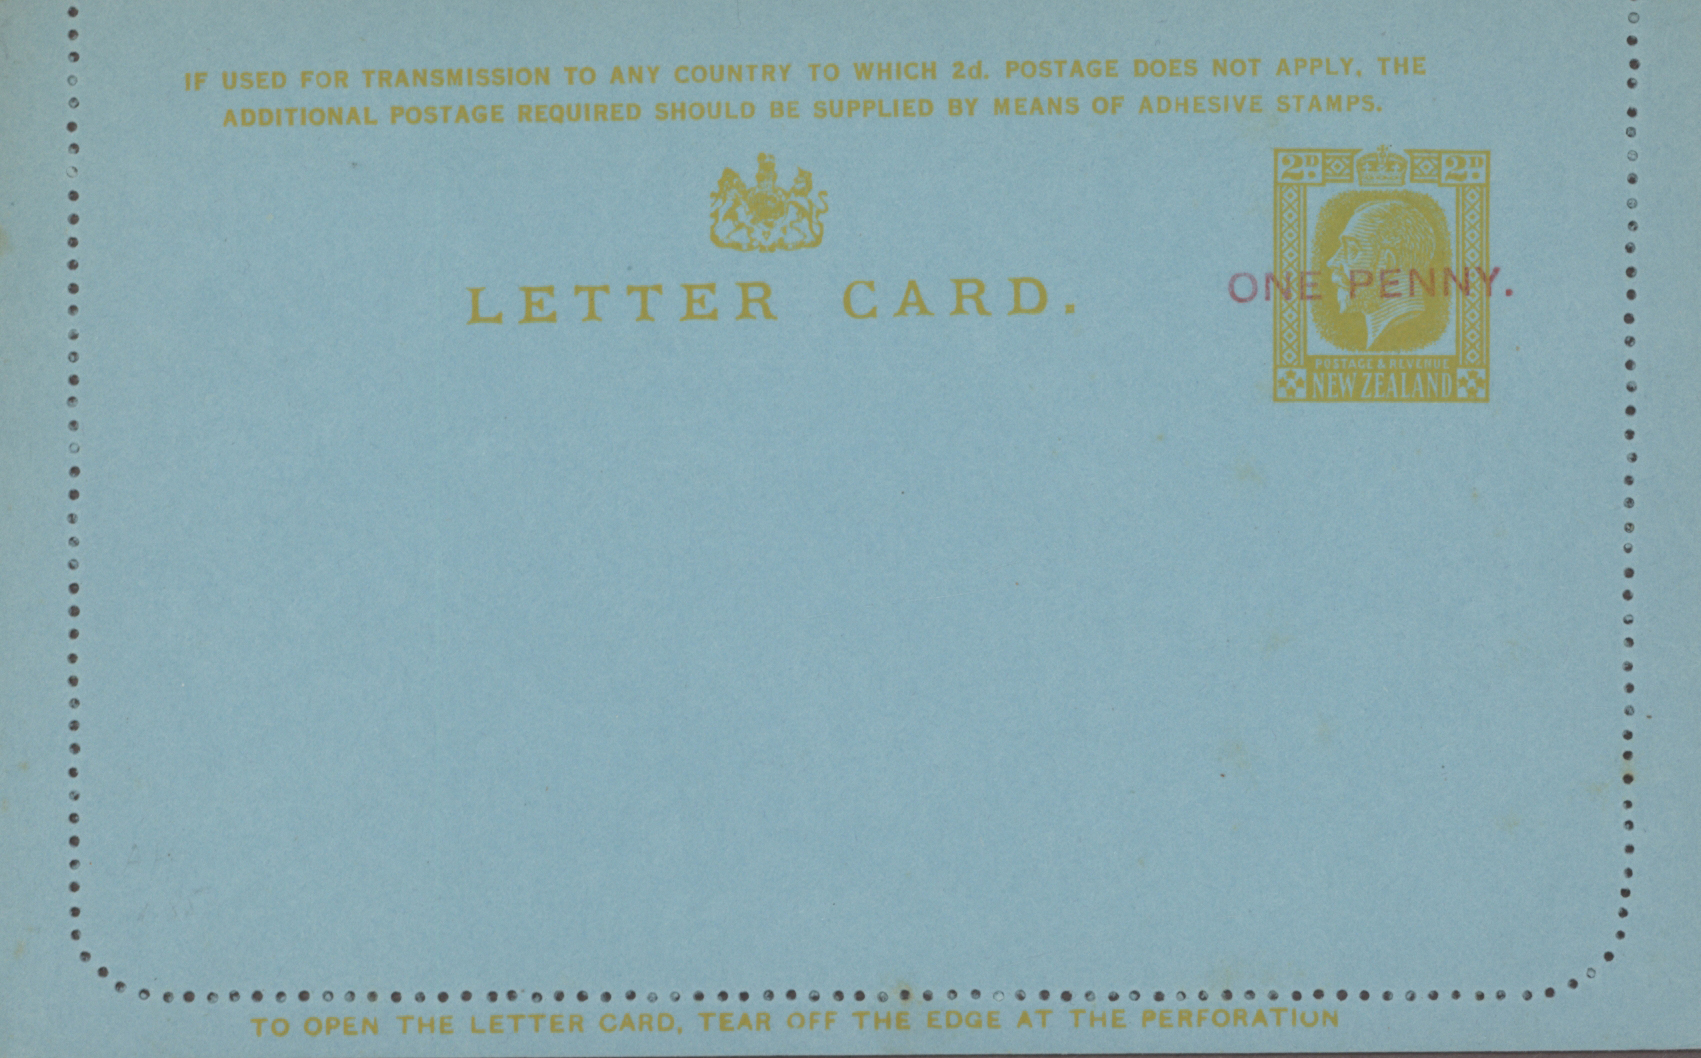 IF USED FOR TRANSMISSION TO ANY COUNTRY TO WHICH 2d. POSTAGE DOES NOT APPLY, THE
ADDITIONAL POSTAGE REQUIRED SHOULD BE SUPPLIED BY MEANS OF ADHESIVE STAMPS.
2D. 2D.
LETTER CARD.
ONE PENNY.
POSTAGE & REVENUE
NEW ZEALAND
TO OPEN THE LETTER CARD, TEAR OFF THE EDGE AT THE PERFORATION